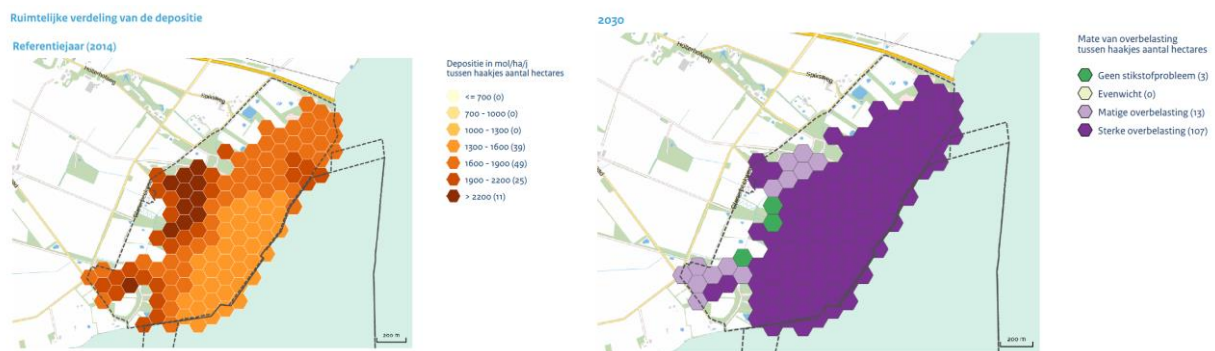 Ruimtelijke verdeling van de depositie
Referentiejaar (2014)
Depositie in mol/ha/j
tussen haakjes aantal hectares
<= 700 (0)
700 - 1000 (0)
1000 - 1300 (0)
1300 - 1600 (39)
1600 - 1900 (49)
1900 - 2200 (25)
> 2200 (11)
200 m
2030
Mate van overbelasting
tussen haakjes aantal hectares
Geen stikstofprobleem (3)
Evenwicht (0)
Matige overbelasting (13)
Sterke overbelasting (107)
200 m